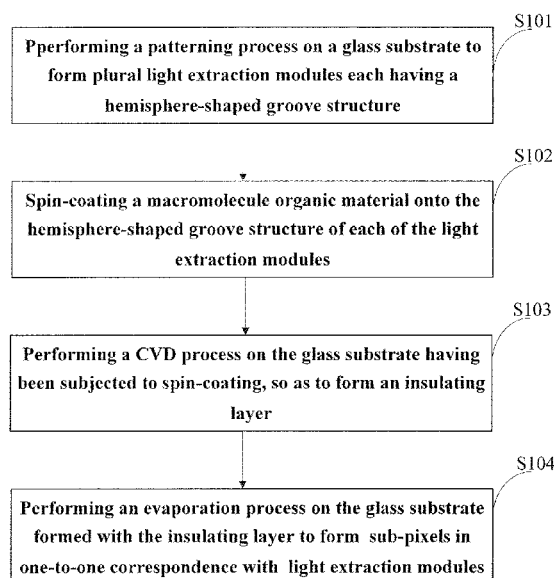 S101
Pperforming a patterning process on a glass substrate to
form plural light extraction modules each having a
hemisphere-shaped groove structure
S102
Spin-coating a macromolecule organic material onto the
hemisphere-shaped groove structure of each of the light
extraction modules
S103
Performing a CVD process on the glass substrate having
been subjected to spin-coating, so as to form an insulating
layer
S104
Performing an evaporation process on the glass substrate
formed with the insulating layer to form sub-pixels in
one-to-one correspondence with light extraction modules